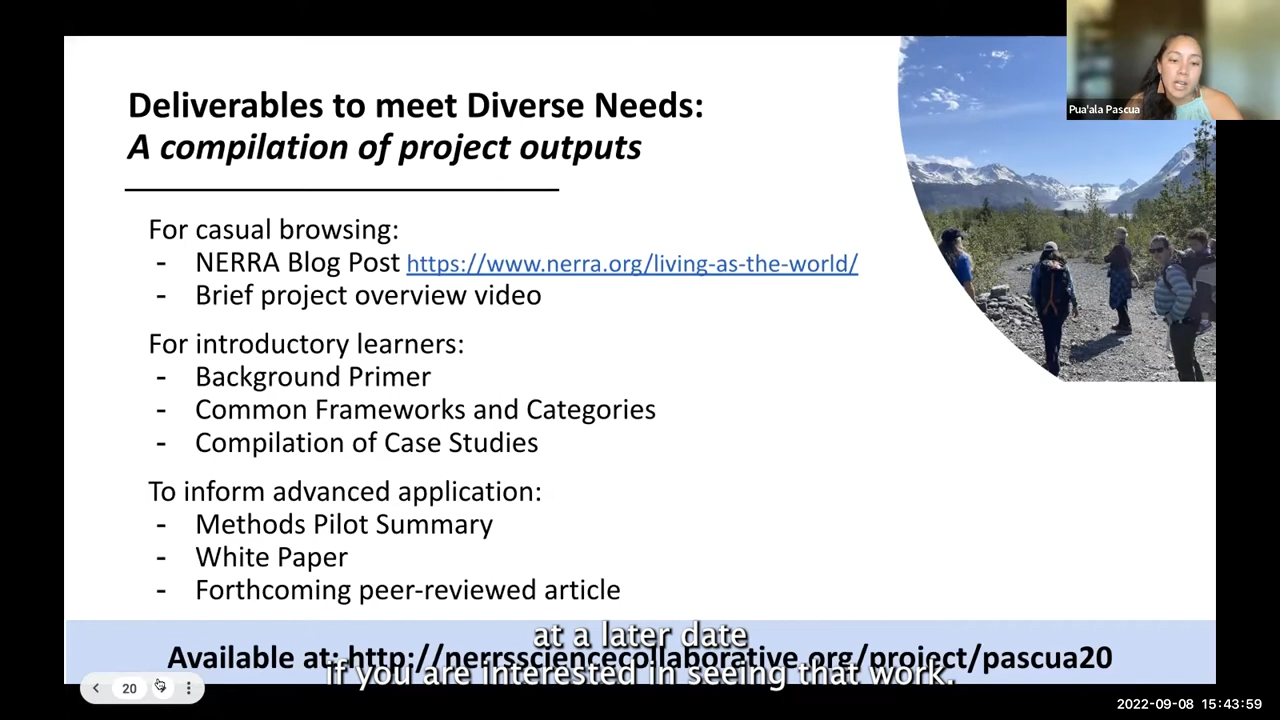 Pua'ala Pascua
Deliverables to meet Diverse Needs:
A compilation of project outputs
For casual browsing:
- NERRA Blog Post https://www.nerra.org/living-as-the-world/
- Brief project overview video
For introductory learners:
- Background Primer
- Common Frameworks and Categories
- Compilation of Case Studies
To inform advanced application:
- Methods Pilot Summary
- White Paper
- Forthcoming peer-reviewed article
at a later date
Available at: http://nerrssciencecollaborative.org/project/pascua20
if you are interested in seeing that work.
20
2022-09-08 15:43:59